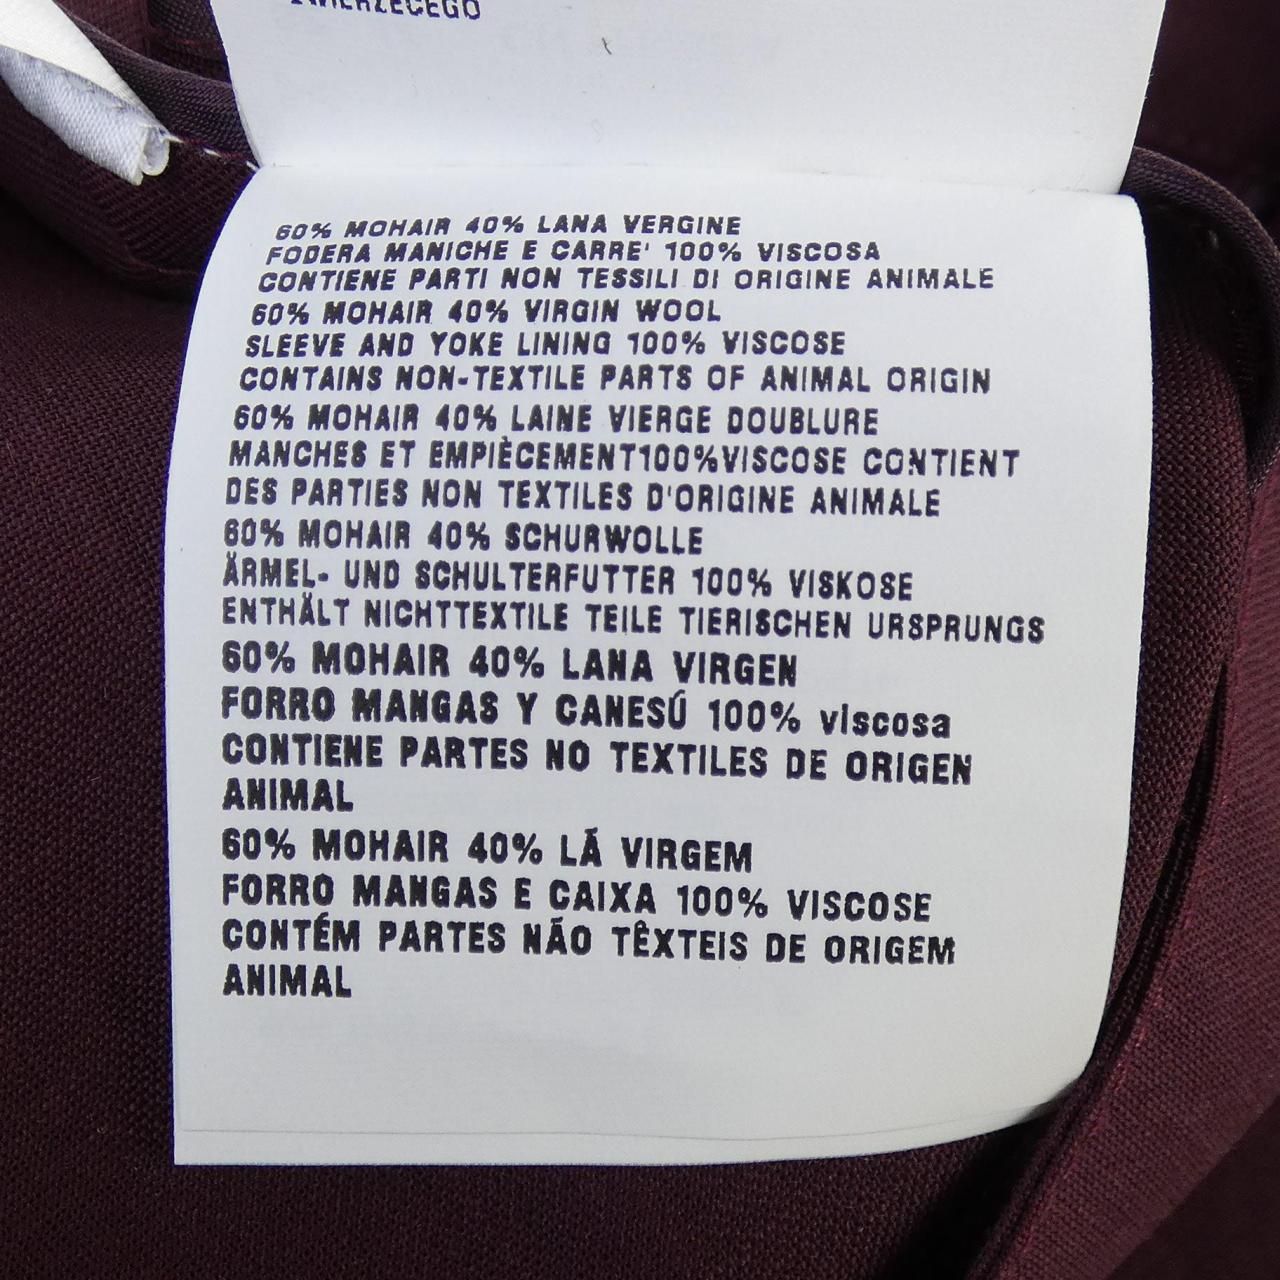 ZWIERZĘCEGO
60% MOHAIR 40% LANA VERGINE
FODERA MANICHE E CARRE' 100% VISCOSA
CONTIENE PARTI NON TESSILI DI ORIGINE ANIMALE
60% MOHAIR 40% VIRGIN WOOL
SLEEVE AND YOKE LINING 100% VISCOSE
CONTAINS NON-TEXTILE PARTS OF ANIMAL ORIGIN
60% MOHAIR 40% LAINE VIERGE DOUBLURE
MANCHES ET EMPIÈCEMENT100%VISCOSE CONTIENT
DES PARTIES NON TEXTILES D'ORIGINE ANIMALE
60% MOHAIR 40% SCHURWOLLE
ÄRMEL- UND SCHULTERFUTTER 100% VISKOSE
ENTHÄLT NICHTTEXTILE TEILE TIERISCHEN URSPRUNGS
60% MOHAIR 40% LANA VIRGEN
FORRO MANGAS Y CANESÚ 100% viscosa
CONTIENE PARTES NO TEXTILES DE ORIGEN
ANIMAL
60% MOHAIR 40% LÃ VIRGEM
FORRO MANGAS E CAIXA 100% VISCOSE
CONTÉM PARTES NÃO TÊXTEIS DE ORIGEM
ANIMAL